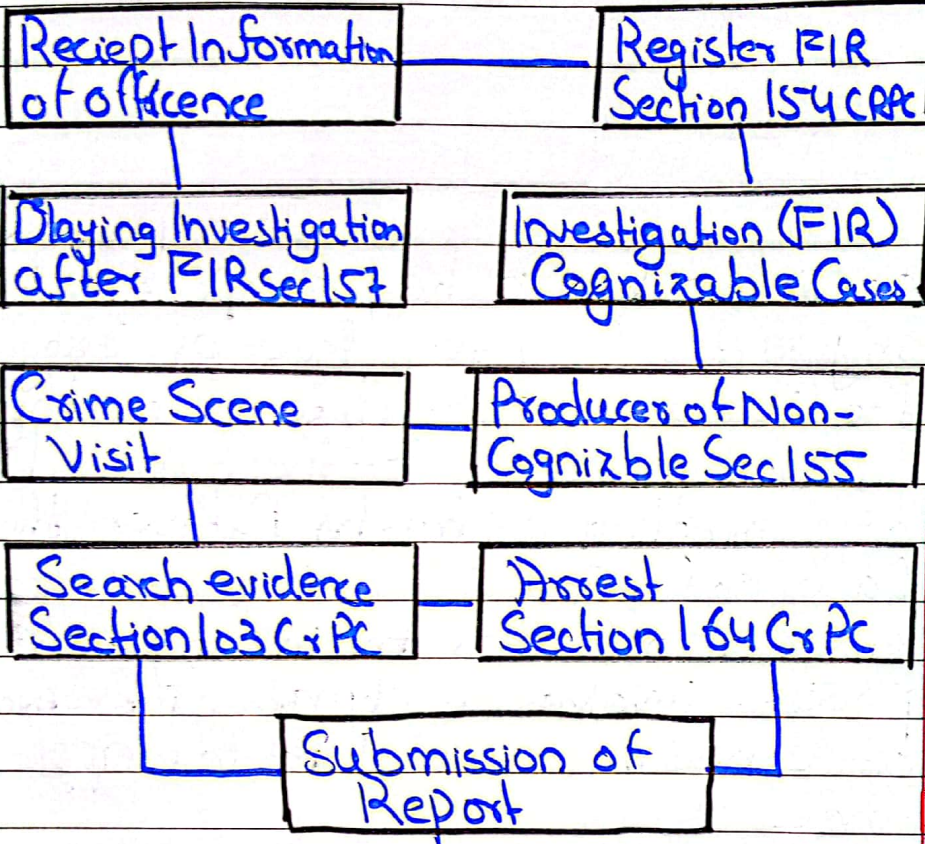 Reciept Information
of offcence
Register FIR
Section 154 CRPC
Dlaying Investigation
after FIR sec 157
Investigation (FIR)
Cognizable Cases
Crime Scene
Visit
Producer of Non-
Cognizble Sec 155
Search evidence
Section 103 CrPC
Arrest
Section 164 CrPC
Submission of
Report